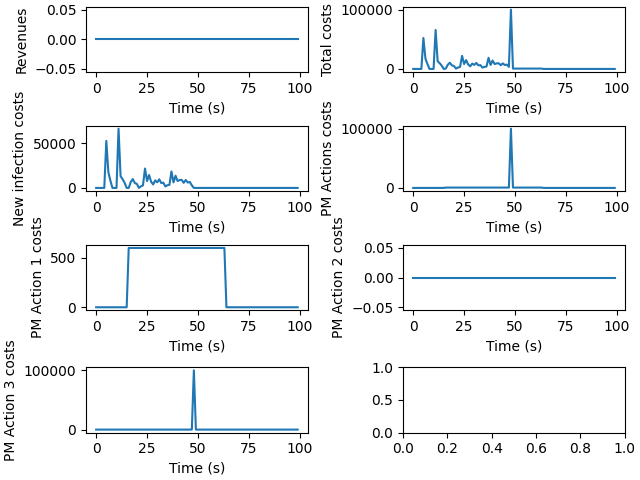 Revenues
0.05
0.00
−0.05
0 25 50 75 100
Time (s)
Total costs
100000
0
0 25 50 75 100
Time (s)
New infection costs
50000
0
0 25 50 75 100
Time (s)
PM Actions costs
100000
0
0 25 50 75 100
Time (s)
PM Action 1 costs
500
0
0 25 50 75 100
Time (s)
PM Action 2 costs
0.05
0.00
−0.05
0 25 50 75 100
Time (s)
PM Action 3 costs
100000
0
0 25 50 75 100
Time (s)
1.0
0.5
0.0
0.0 0.2 0.4 0.6 0.8 1.0